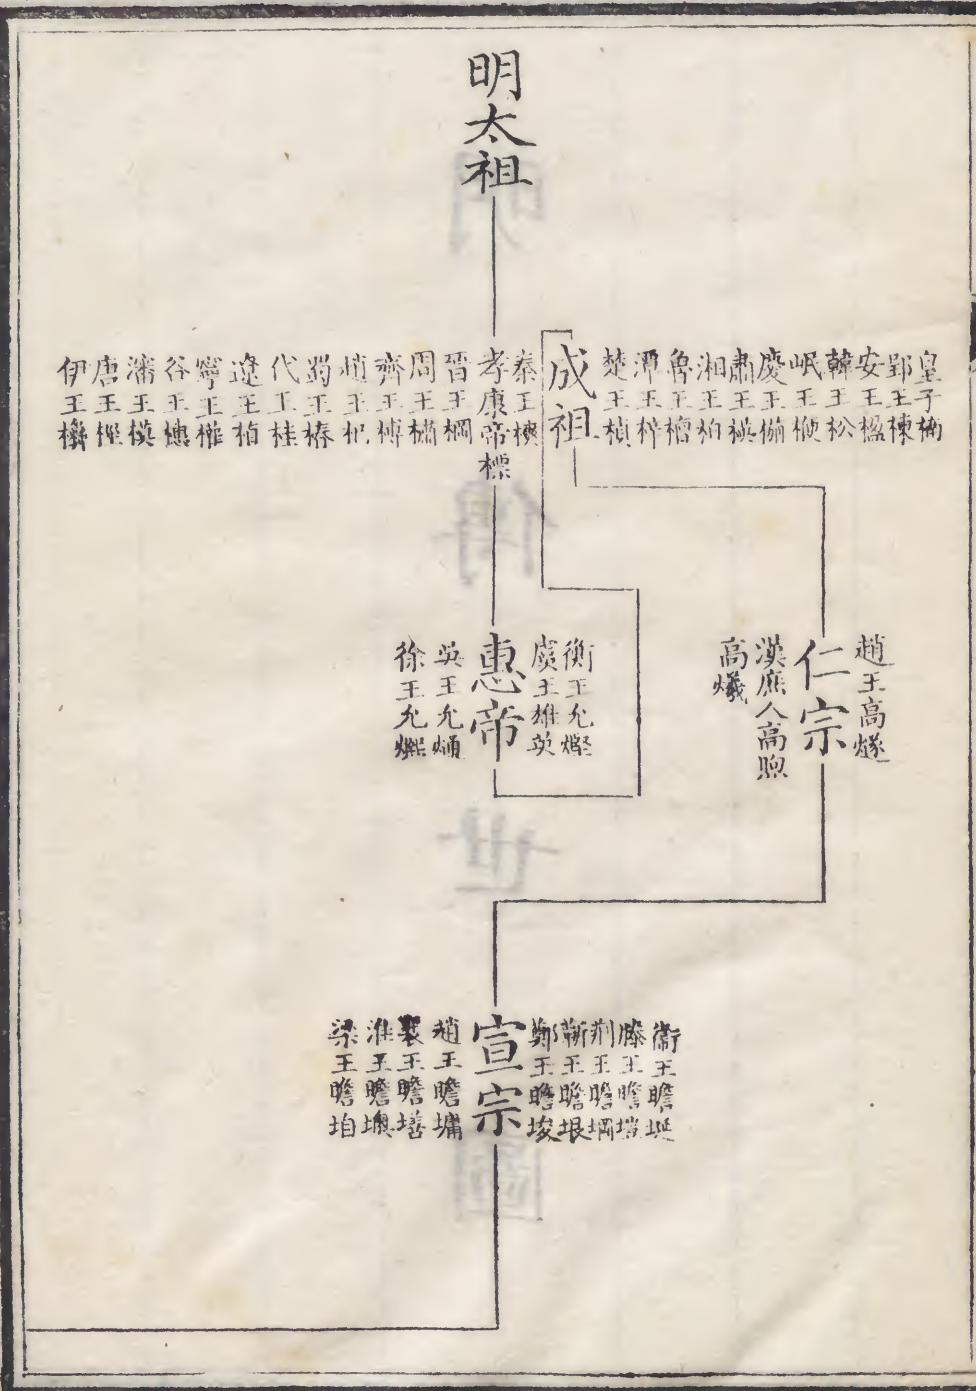 明太祖
皇子楠
郢王棟
安王楹
韓王松
岷王楩
慶王㮵
肅王楧
湘王柏
魯王檀
潭王梓
楚王楨
成祖
秦王樉
孝康帝標
晉王棡
周王橚
齊王榑
趙王杞
蜀王椿
代王桂
遼王植
寧王權
谷王橞
瀋王模
唐王桱
伊王㰘
趙王高燧
仁宗
漢庶人高煦
高爔
衡王允熞
虞王雄英
惠帝
吳王允熥
徐王允
衞王瞻埏
滕王瞻塏
荊王瞻堈
蘄王瞻垠
鄭王瞻埈
宣宗
趙王瞻墉
襄王瞻墡
淮王瞻墺
梁王瞻垍